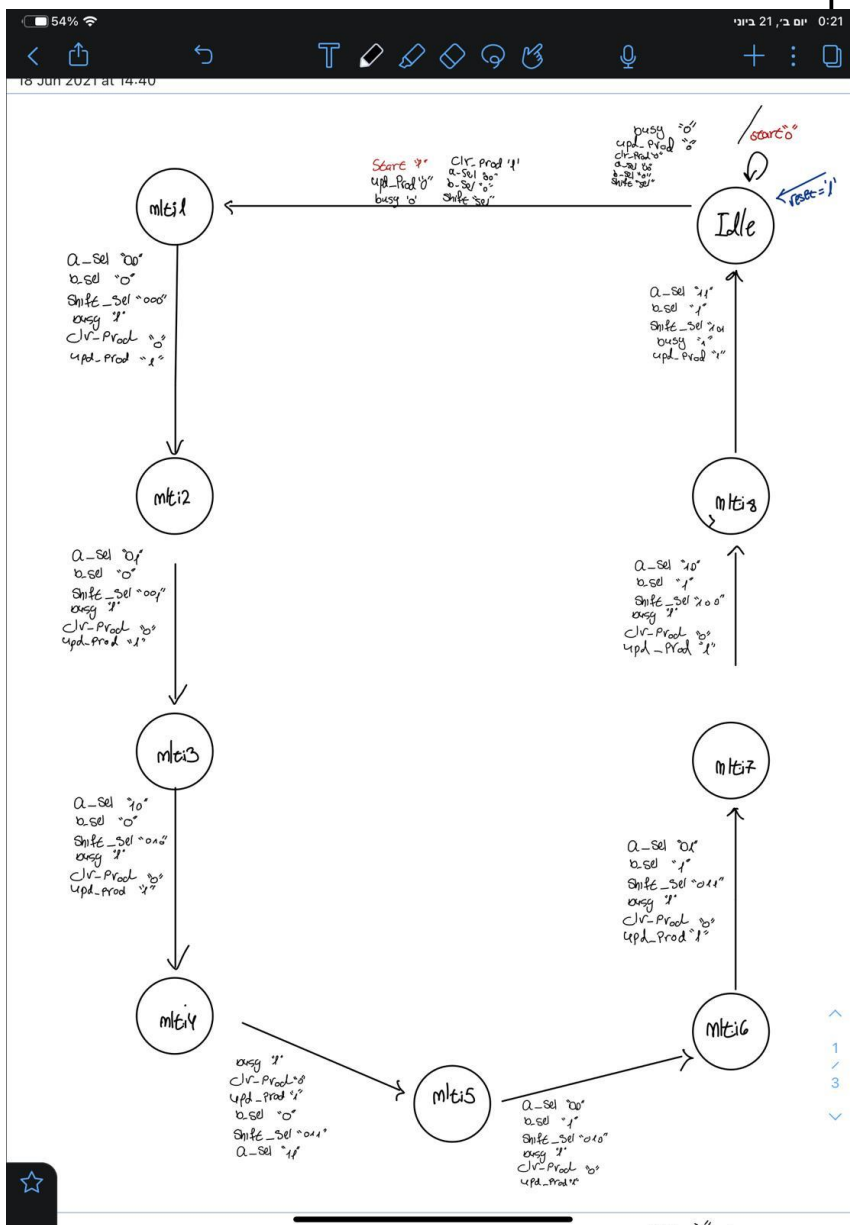 54%
0:21 יום ב׳, 21 ביוני
18 Jun 2021 at 14:40
busy "0"
upd_Prod "0"
clr-Prod "0"
a-sel "00"
b-sel "0"
shift "sel"
start "0"
reset='1'
Idle
Start '1'
upd_Prod '0'
busy '0'
Clr_Prod '1'
a-sel "00"
b-sel "0"
shift "sel"
mlti1
a_sel "00"
b_sel "0"
Shift_sel "000"
busy '1'
clr_Prod "0"
upd_Prod "1"
mlti2
a_sel "01"
b_sel "0"
Shift_sel "001"
busy '1'
clr_Prod "0"
upd_Prod "1"
mlti3
a_sel "10"
b_sel "0"
Shift_sel "010"
busy '1'
clr_Prod "0"
upd_Prod "1"
mlti4
busy '1'
clr_Prod "0"
upd_Prod "1"
b_sel "0"
Shift_sel "011"
a_sel "11"
mlti5
a_sel "00"
b_sel "1"
Shift_sel "010"
busy '1'
clr_Prod "0"
upd_Prod "1"
mlti6
a_sel "01"
b_sel "1"
Shift_sel "011"
busy '1'
clr_Prod "0"
upd_Prod "1"
mlti7
a_sel "10"
b_sel "1"
Shift_sel "100"
busy '1'
clr_Prod "0"
upd_Prod "1"
mlti8
a_sel "11"
b_sel "1"
Shift_sel "101
busy "1"
upd_Prod "1"
1
/
3